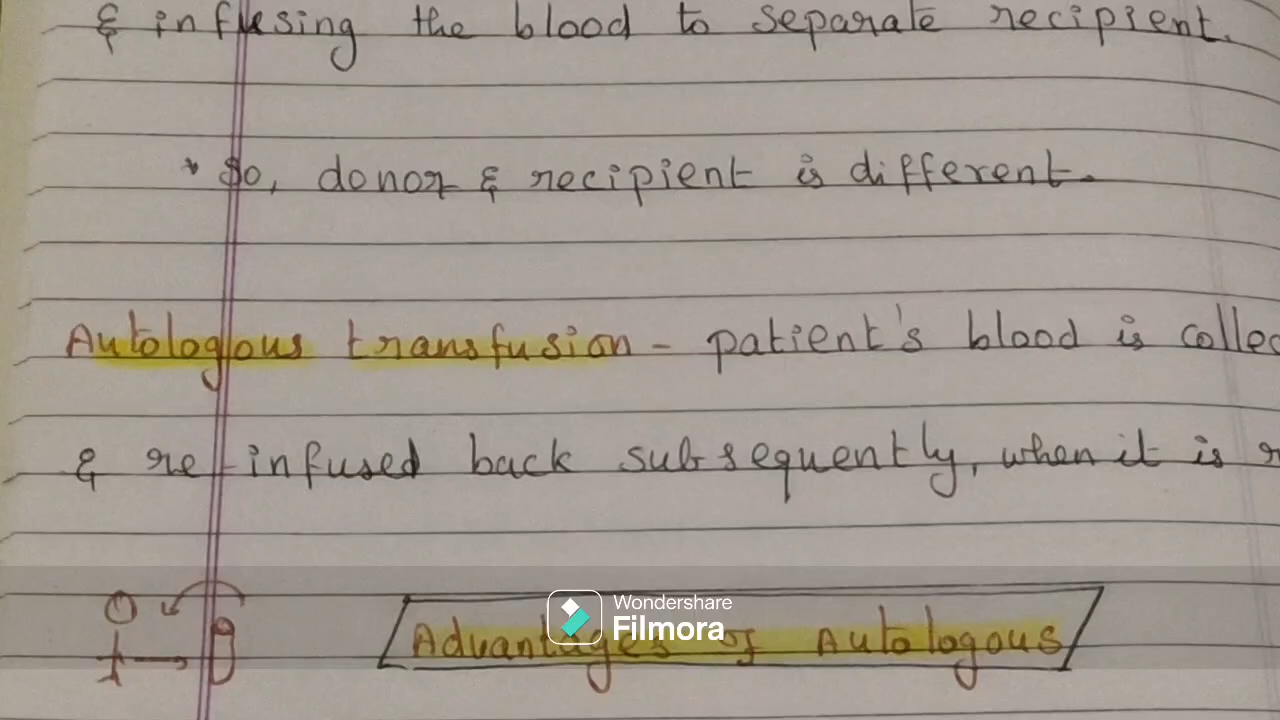 & infusing the blood to separate recipient.
* So, donor & recipient is different.
Autologous transfusion - patient's blood is collec
& re-infused back subsequently, when it is r
Wondershare
Filmora
Advantages of Autologous